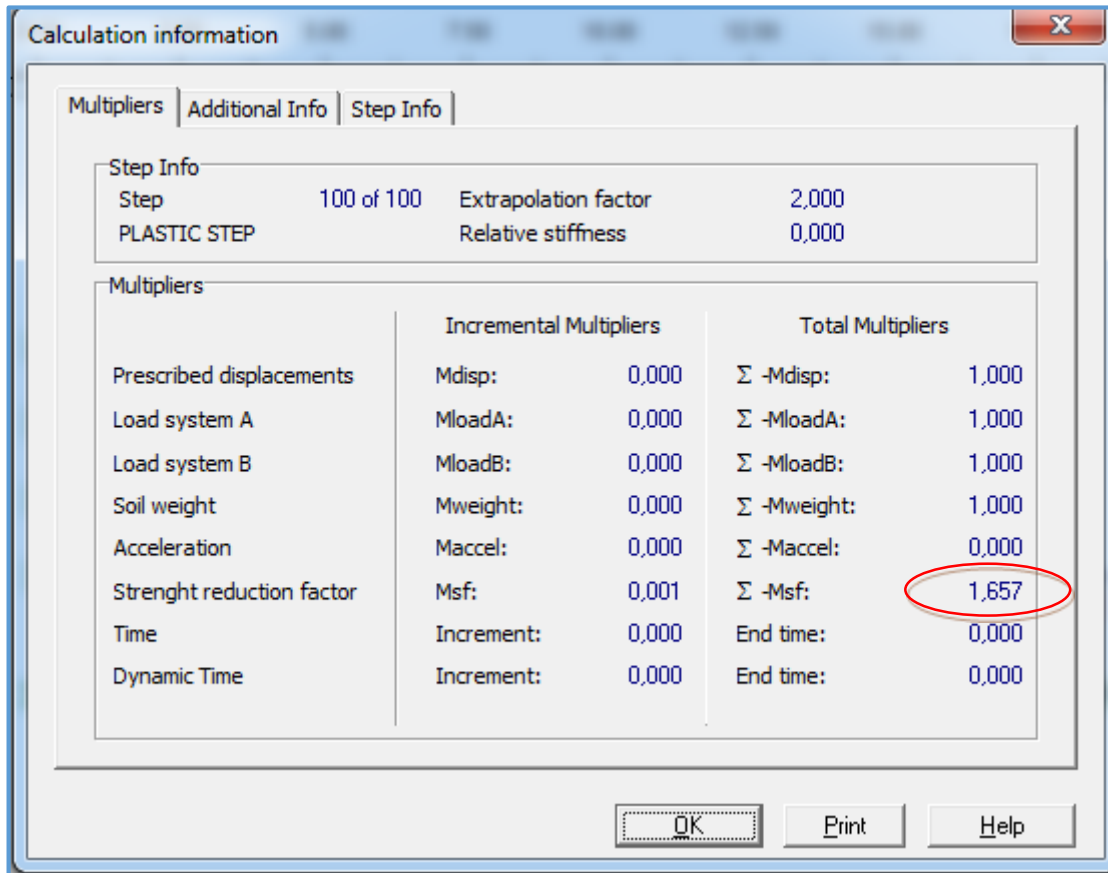 Calculation information
Multipliers Additional Info Step Info
Step Info
Step 100 of 100 Extrapolation factor 2,000
PLASTIC STEP Relative stiffness 0,000
Multipliers
Incremental Multipliers Total Multipliers
Prescribed displacements Mdisp: 0,000 Σ -Mdisp: 1,000
Load system A MloadA: 0,000 Σ -MloadA: 1,000
Load system B MloadB: 0,000 Σ -MloadB: 1,000
Soil weight Mweight: 0,000 Σ -Mweight: 1,000
Acceleration Maccel: 0,000 Σ -Maccel: 0,000
Strenght reduction factor Msf: 0,001 Σ -Msf: 1,657
Time Increment: 0,000 End time: 0,000
Dynamic Time Increment: 0,000 End time: 0,000
OK Print Help